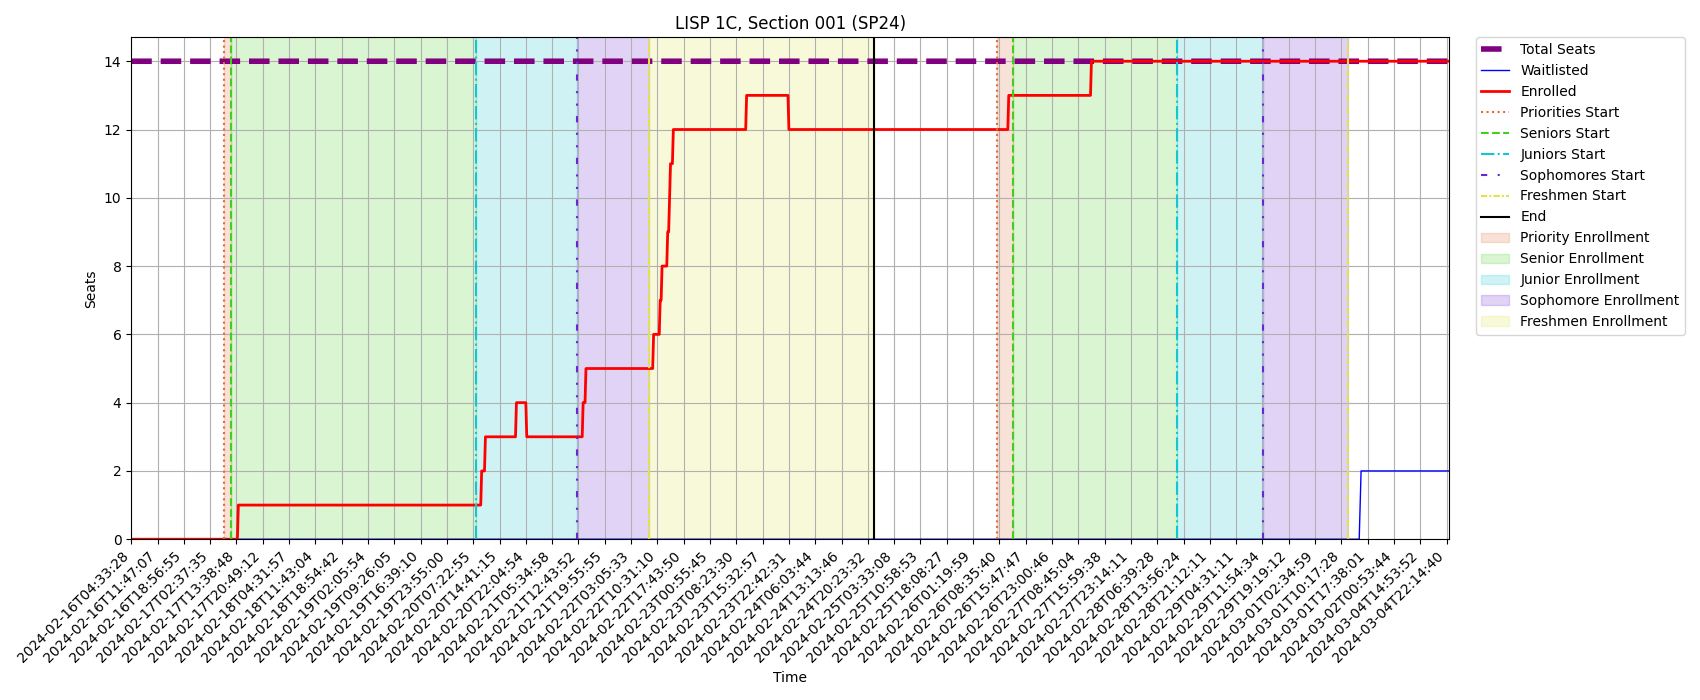 LISP 1C, Section 001 (SP24)
Seats
14
12
10
8
6
4
2
0
2024-02-16T04:33:28
2024-02-16T11:47:07
2024-02-16T18:56:55
2024-02-17T02:37:35
2024-02-17T13:38:48
2024-02-17T20:49:12
2024-02-18T04:31:57
2024-02-18T11:43:04
2024-02-18T18:54:42
2024-02-19T02:05:54
2024-02-19T09:26:05
2024-02-19T16:39:10
2024-02-19T23:55:00
2024-02-20T07:22:55
2024-02-20T14:41:15
2024-02-20T22:04:54
2024-02-21T05:34:58
2024-02-21T12:43:52
2024-02-21T19:55:55
2024-02-22T03:05:33
2024-02-22T10:31:10
2024-02-22T17:43:50
2024-02-23T00:55:45
2024-02-23T08:23:30
2024-02-23T15:32:57
2024-02-23T22:42:31
2024-02-24T06:03:44
2024-02-24T13:13:46
2024-02-24T20:23:32
2024-02-25T03:33:08
2024-02-25T10:58:53
2024-02-25T18:08:27
2024-02-26T01:19:59
2024-02-26T08:35:40
2024-02-26T15:47:47
2024-02-26T23:00:46
2024-02-27T08:45:04
2024-02-27T15:59:38
2024-02-27T23:14:11
2024-02-28T06:39:28
2024-02-28T13:56:24
2024-02-28T21:12:11
2024-02-29T04:31:11
2024-02-29T11:54:34
2024-02-29T19:19:12
2024-03-01T02:34:59
2024-03-01T10:17:28
2024-03-01T17:38:01
2024-03-02T00:53:44
2024-03-04T14:53:52
2024-03-04T22:14:40
Time
Total Seats
Waitlisted
Enrolled
Priorities Start
Seniors Start
Juniors Start
Sophomores Start
Freshmen Start
End
Priority Enrollment
Senior Enrollment
Junior Enrollment
Sophomore Enrollment
Freshmen Enrollment